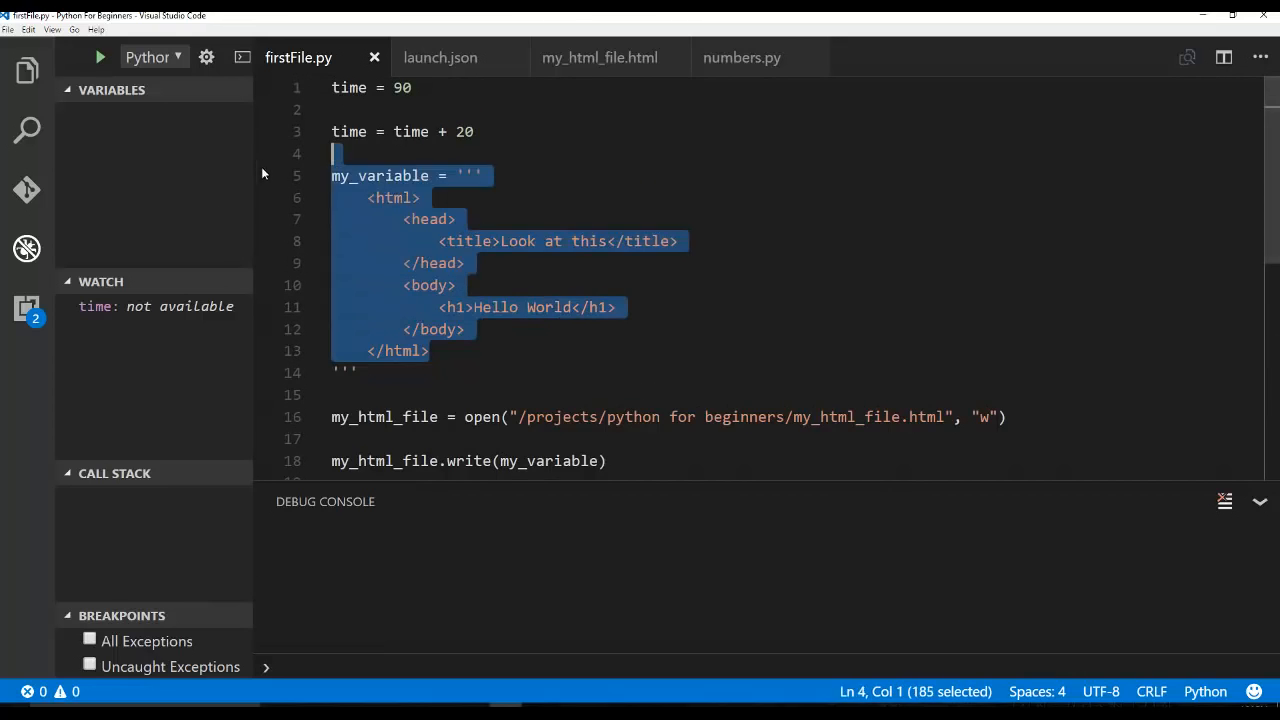 firstFile.py - Python For Beginners - Visual Studio Code
File Edit View Go Help
Python
firstFile.py
launch.json
my_html_file.html
numbers.py
VARIABLES
WATCH
time: not available
CALL STACK
BREAKPOINTS
All Exceptions
Uncaught Exceptions
2
1 time = 90
2
3 time = time + 20
4
5 my_variable = '''
6 <html>
7 <head>
8 <title>Look at this</title>
9 </head>
10 <body>
11 <h1>Hello World</h1>
12 </body>
13 </html>
14 '''
15
16 my_html_file = open("/projects/python for beginners/my_html_file.html", "w")
17
18 my_html_file.write(my_variable)
DEBUG CONSOLE
0 0
Ln 4, Col 1 (185 selected) Spaces: 4 UTF-8 CRLF Python